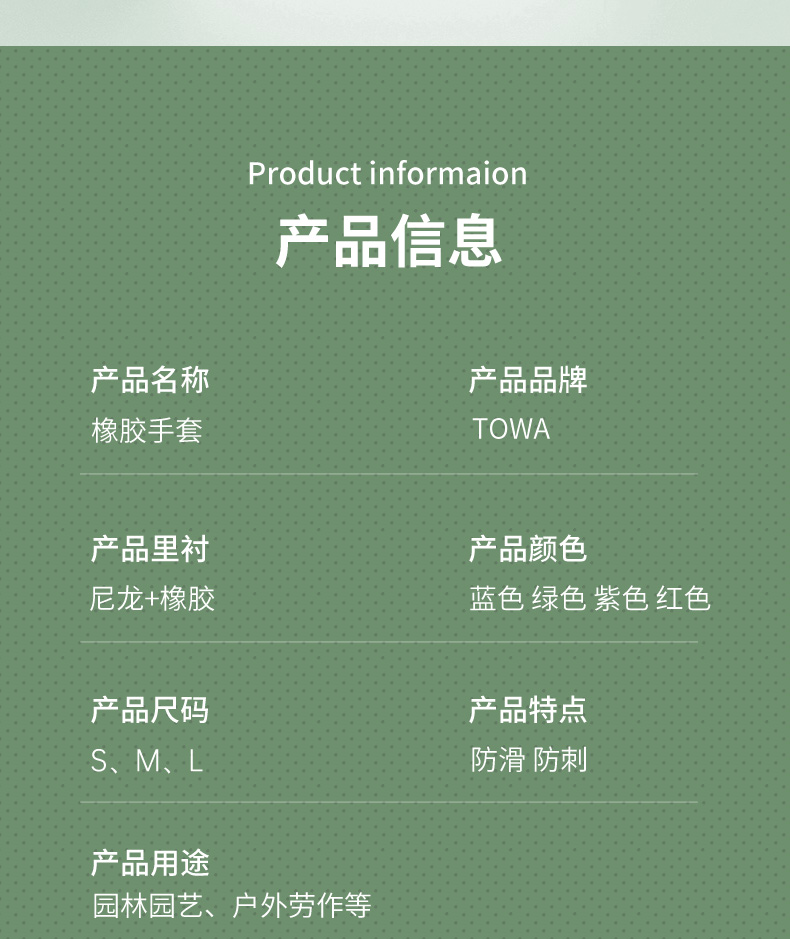 Product informaion
产品信息
产品名称
产品品牌
橡胶手套
TOWA
产品里衬
产品颜色
尼龙+橡胶
蓝色 绿色 紫色 红色
产品尺码
产品特点
S、M、L
防滑 防刺
产品用途
园林园艺、户外劳作等